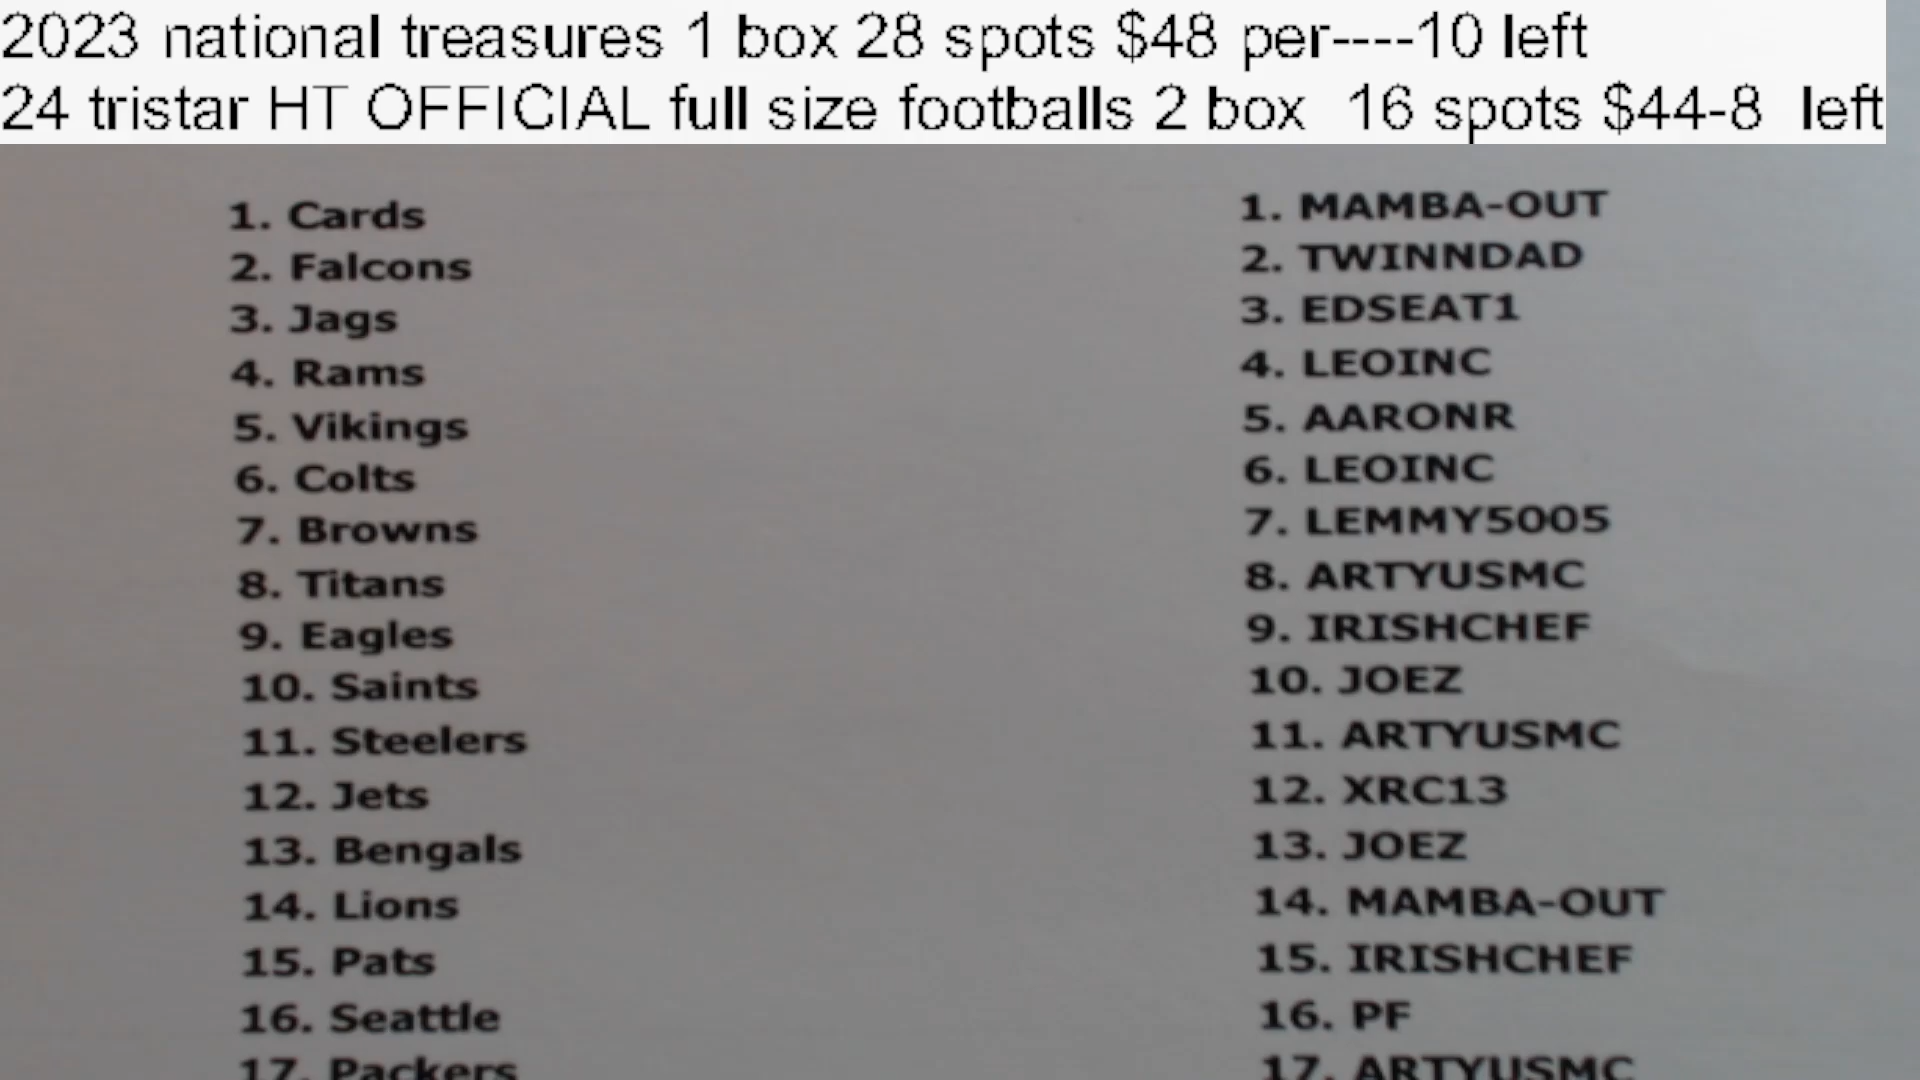 2023 national treasures 1 box 28 spots $48 per----10 left
24 tristar HT OFFICIAL full size footballs 2 box 16 spots $44-8 left
1. Cards
2. Falcons
3. Jags
4. Rams
5. Vikings
6. Colts
7. Browns
8. Titans
9. Eagles
10. Saints
11. Steelers
12. Jets
13. Bengals
14. Lions
15. Pats
16. Seattle
17. Packers
1. MAMBA-OUT
2. TWINNDAD
3. EDSEAT1
4. LEOINC
5. AARONR
6. LEOINC
7. LEMMY5005
8. ARTYUSMC
9. IRISHCHEF
10. JOEZ
11. ARTYUSMC
12. XRC13
13. JOEZ
14. MAMBA-OUT
15. IRISHCHEF
16. PF
17. ARTYUSMC